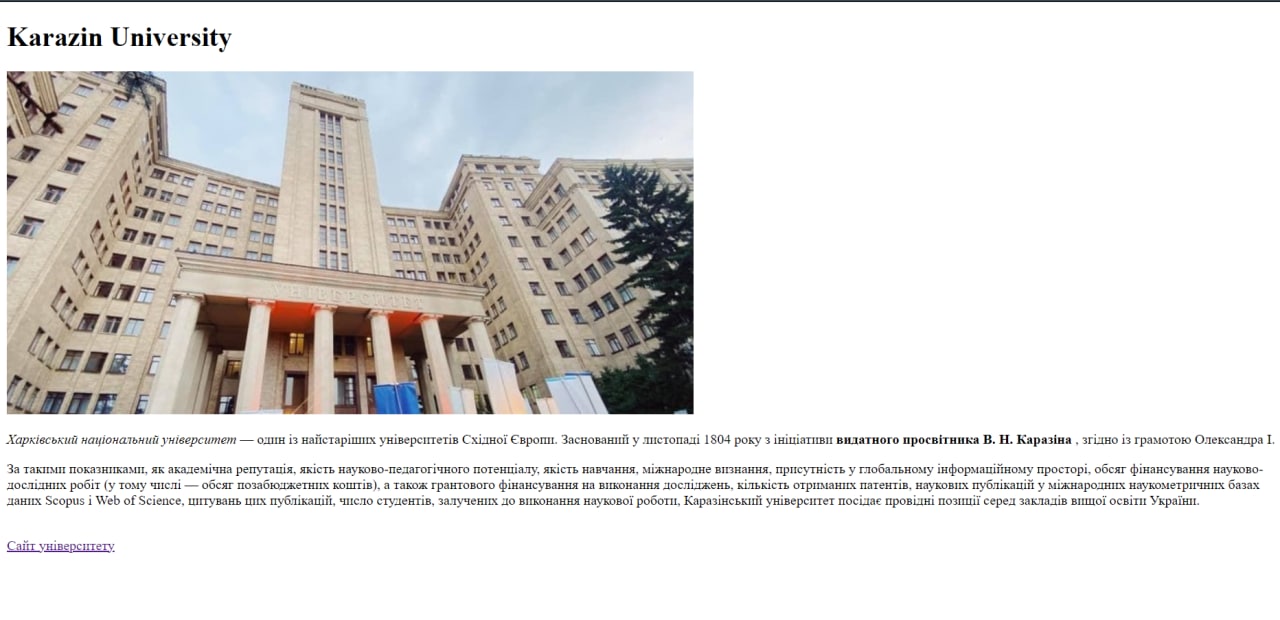 Karazin University
УНІВЕРСИТЕТ
Харківський національний університет — один із найстаріших університетів Східної Європи. Заснований у листопаді 1804 року з ініціативи видатного просвітника В. Н. Каразіна , згідно із грамотою Олександра І.
За такими показниками, як академічна репутація, якість науково-педагогічного потенціалу, якість навчання, міжнародне визнання, присутність у глобальному інформаційному просторі, обсяг фінансування науково-
дослідних робіт (у тому числі — обсяг позабюджетних коштів), а також грантового фінансування на виконання досліджень, кількість отриманих патентів, наукових публікацій у міжнародних наукометричних базах
даних Scopus і Web of Science, цитувань цих публікацій, число студентів, залучених до виконання наукової роботи, Каразінський університет посідає провідні позиції серед закладів вищої освіти України.
Сайт університету